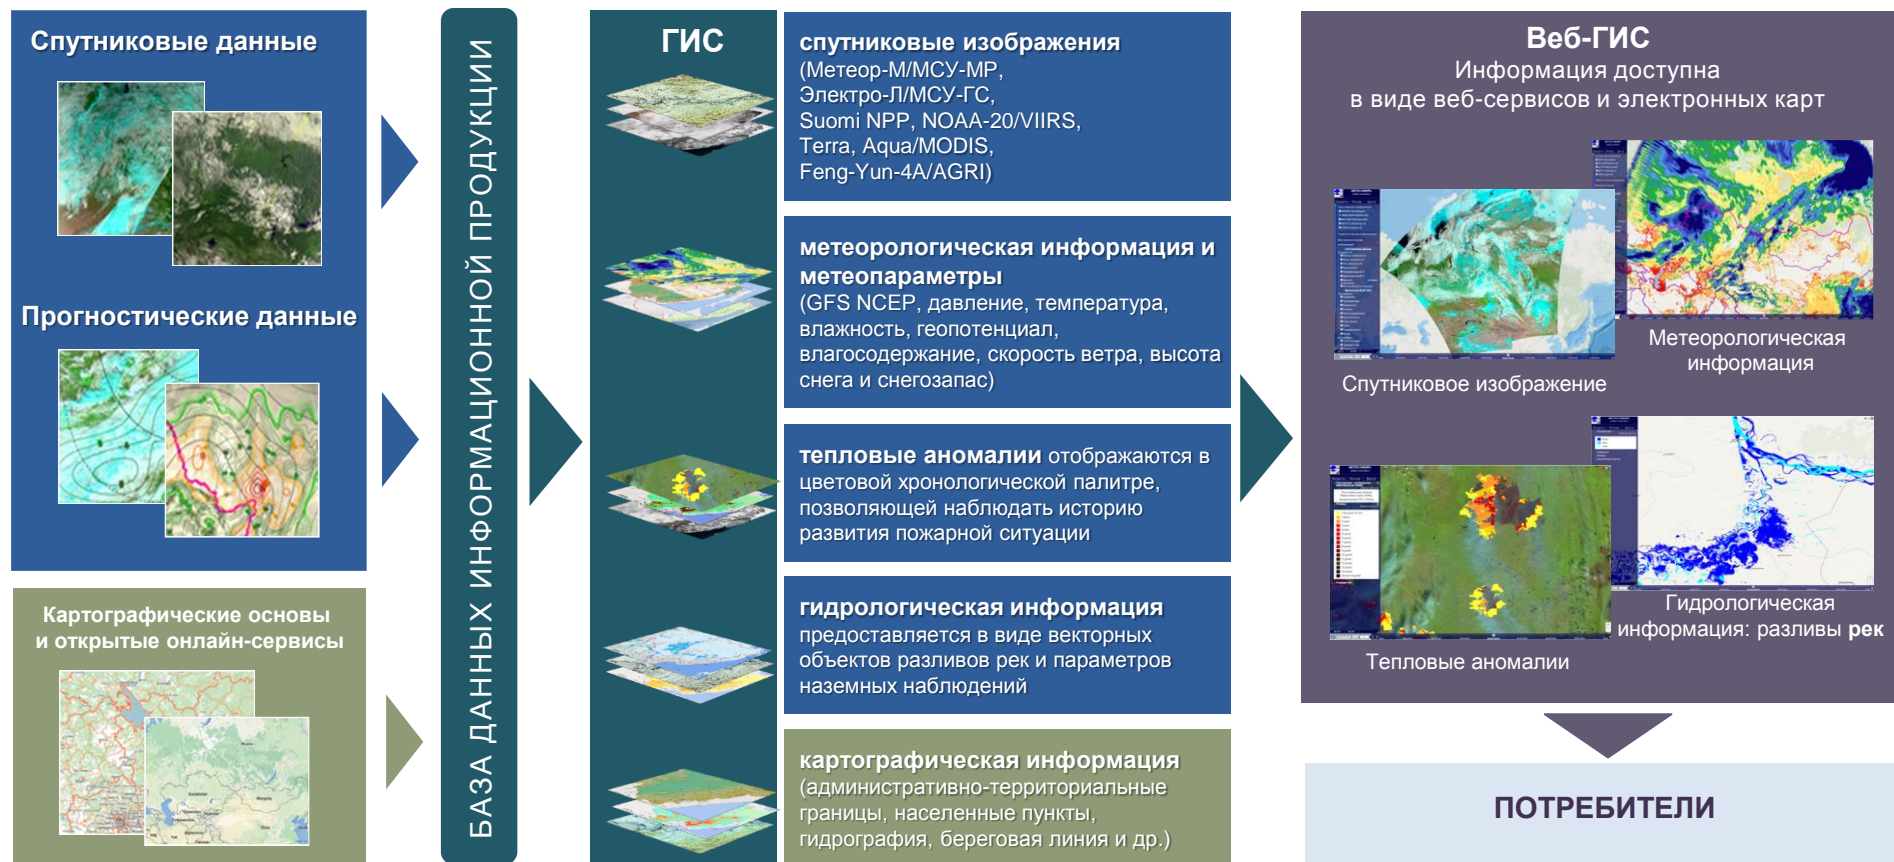 Спутниковые данные
Прогностические данные
Картографические основы
и открытые онлайн-сервисы
БАЗА ДАННЫХ ИНФОРМАЦИОННОЙ ПРОДУКЦИИ
ГИС
спутниковые изображения
(Метеор-М/МСУ-МР,
Электро-Л/МСУ-ГС,
Suomi NPP, NOAA-20/VIIRS,
Terra, Aqua/MODIS,
Feng-Yun-4A/AGRI)
метеорологическая информация и
метеопараметры
(GFS NCEP, давление, температура,
влажность, геопотенциал,
влагосодержание, скорость ветра, высота
снега и снегозапас)
тепловые аномалии отображаются в
цветовой хронологической палитре,
позволяющей наблюдать историю
развития пожарной ситуации
гидрологическая информация
предоставляется в виде векторных
объектов разливов рек и параметров
наземных наблюдений
картографическая информация
(административно-территориальные
границы, населенные пункты,
гидрография, береговая линия и др.)
Веб-ГИС
Информация доступна
в виде веб-сервисов и электронных карт
Метеорологическая
информация
Спутниковое изображение
Гидрологическая
информация: разливы рек
Тепловые аномалии
ПОТРЕБИТЕЛИ